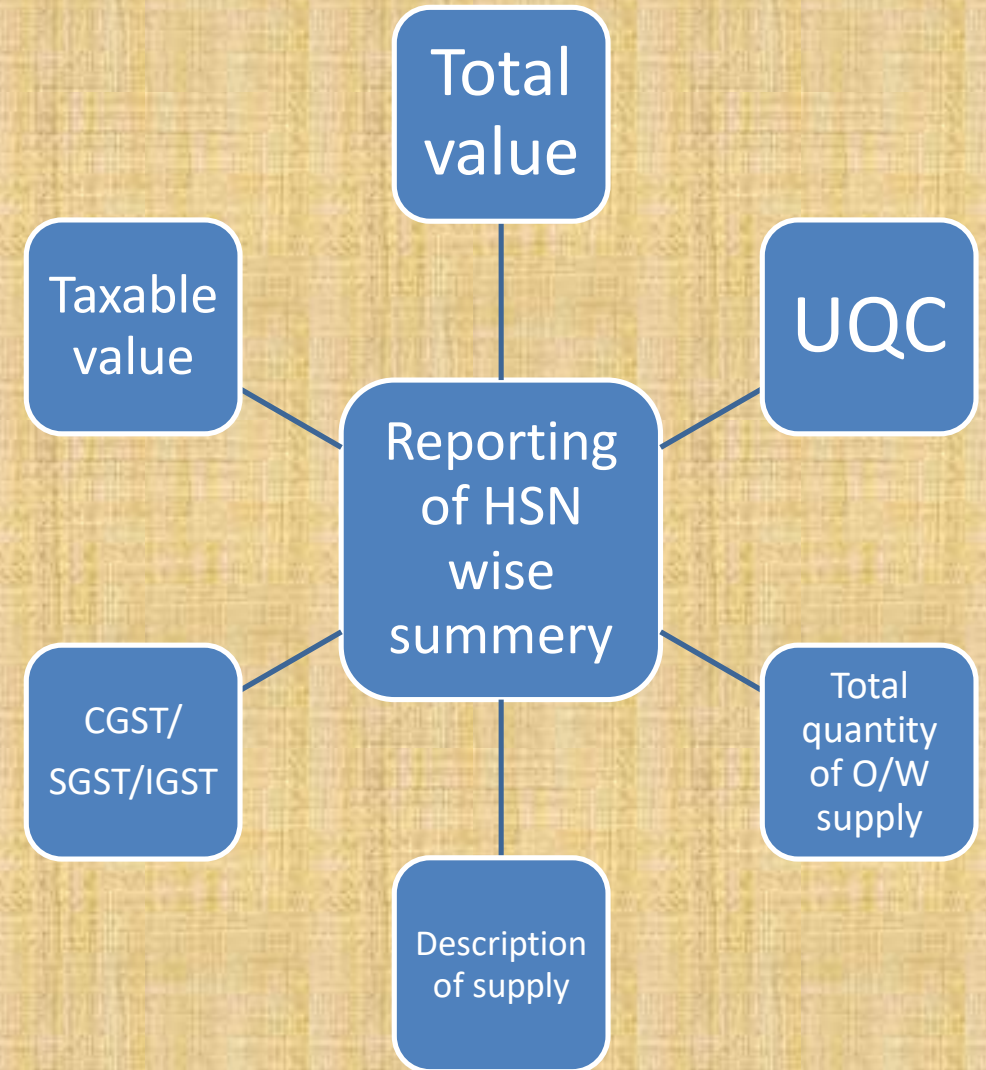 Total
value
Taxable
value
UQC
Reporting
of HSN
wise
summery
CGST/
SGST/IGST
Total
quantity
of O/W
supply
Description
of supply